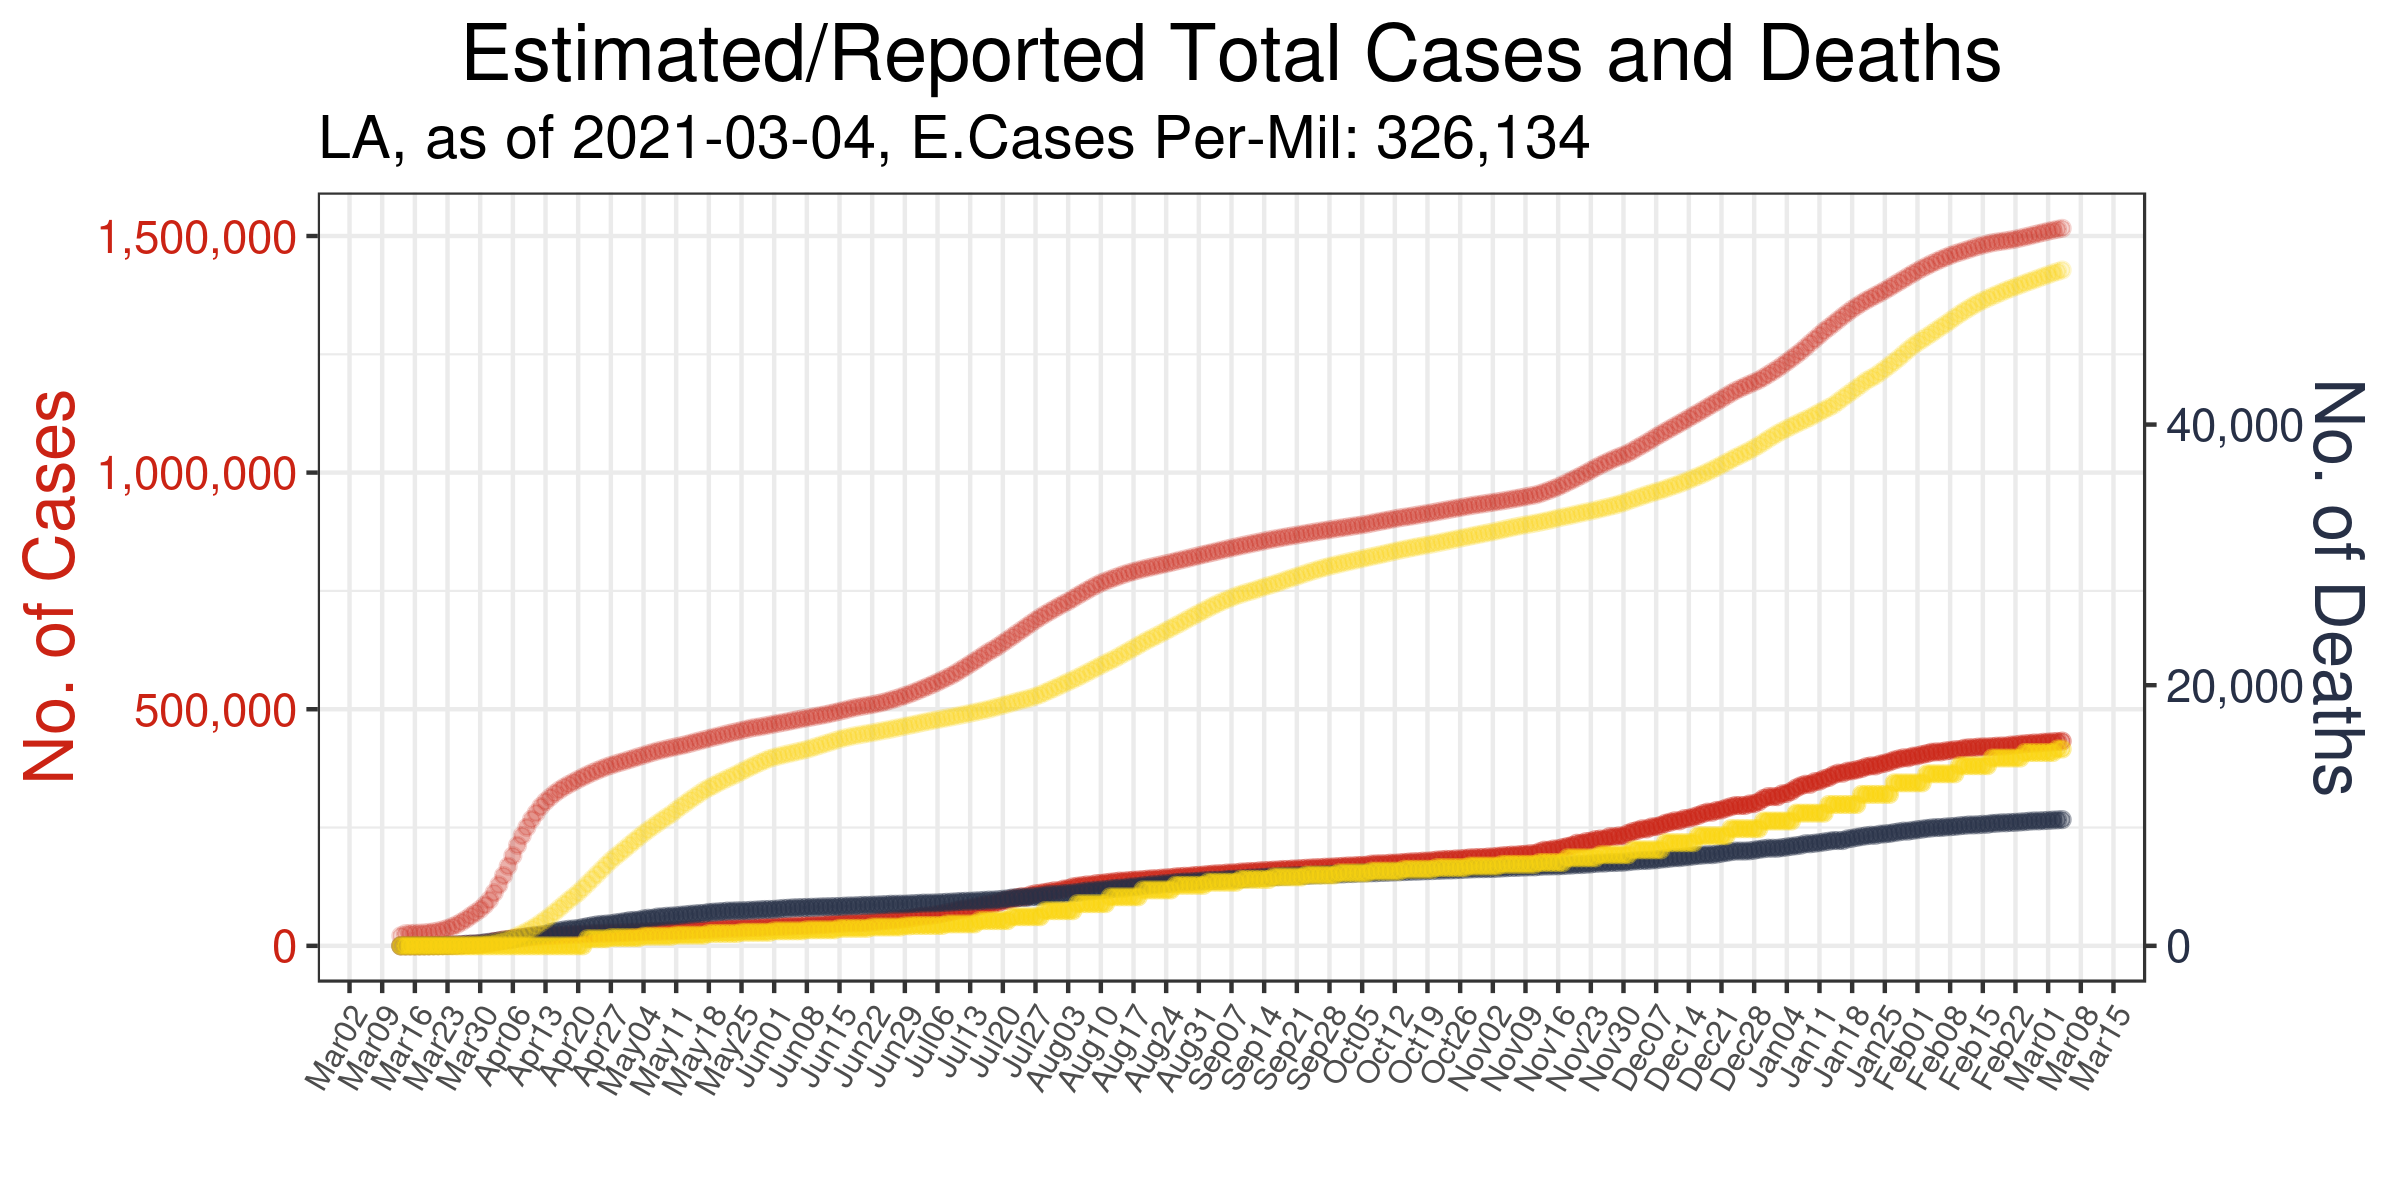 Estimated/Reported Total Cases and Deaths
LA, as of 2021-03-04, E.Cases Per-Mil: 326,134
No. of Cases
1,500,000
1,000,000
500,000
0
40,000
20,000
0
No. of Deaths
Mar02
Mar09
Mar16
Mar23
Mar30
Apr06
Apr13
Apr20
Apr27
May04
May11
May18
May25
Jun01
Jun08
Jun15
Jun22
Jun29
Jul06
Jul13
Jul20
Jul27
Aug03
Aug10
Aug17
Aug24
Aug31
Sep07
Sep14
Sep21
Sep28
Oct05
Oct12
Oct19
Oct26
Nov02
Nov09
Nov16
Nov23
Nov30
Dec07
Dec14
Dec21
Dec28
Jan04
Jan11
Jan18
Jan25
Feb01
Feb08
Feb15
Feb22
Mar01
Mar08
Mar15